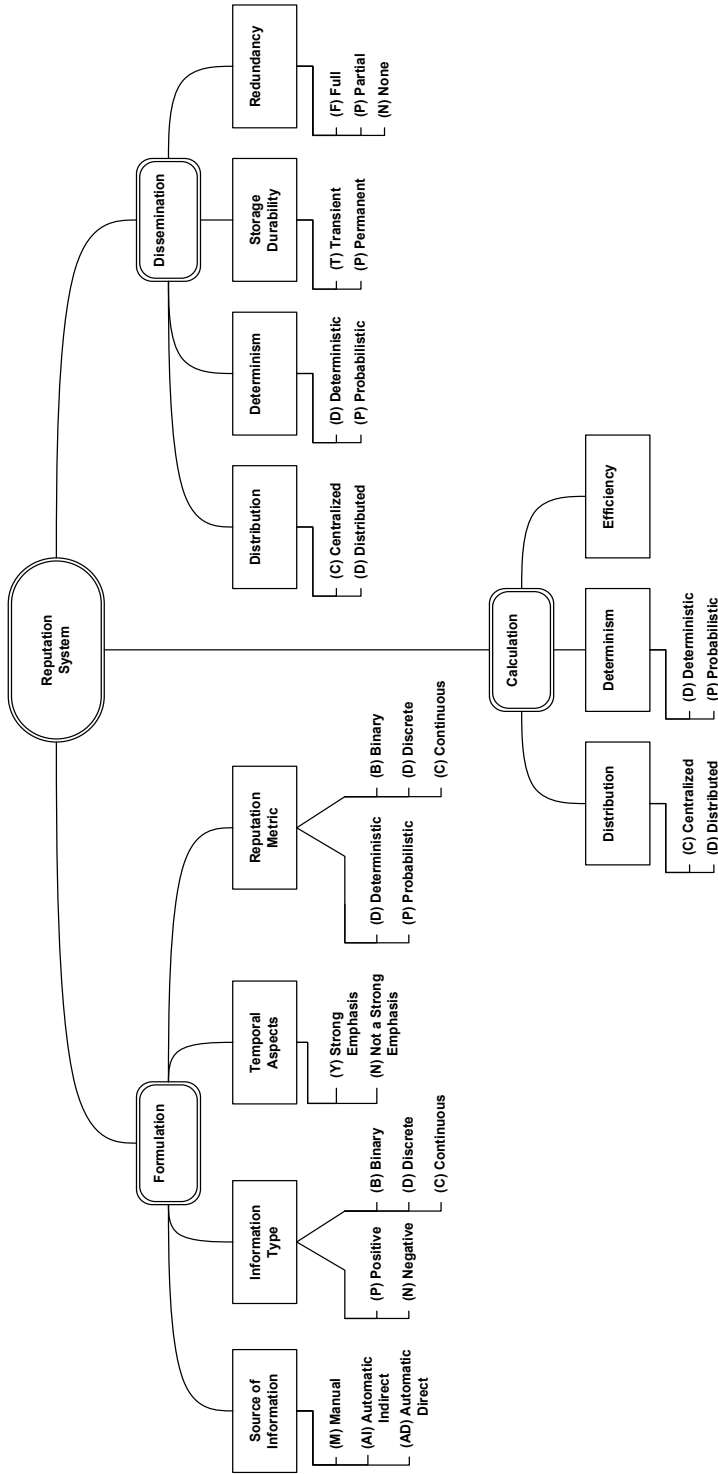 Reputation
System
Formulation
Source of
Information
(M) Manual
(AI) Automatic
Indirect
(AD) Automatic
Direct
Information
Type
(P) Positive
(N) Negative
(B) Binary
(D) Discrete
(C) Continuous
Temporal
Aspects
(Y) Strong
Emphasis
(N) Not a Strong
Emphasis
Reputation
Metric
(D) Deterministic
(P) Probabilistic
(B) Binary
(D) Discrete
(C) Continuous
Calculation
Distribution
(C) Centralized
(D) Distributed
Determinism
(D) Deterministic
(P) Probabilistic
Efficiency
Dissemination
Distribution
(C) Centralized
(D) Distributed
Determinism
(D) Deterministic
(P) Probabilistic
Storage
Durability
(T) Transient
(P) Permanent
Redundancy
(F) Full
(P) Partial
(N) None